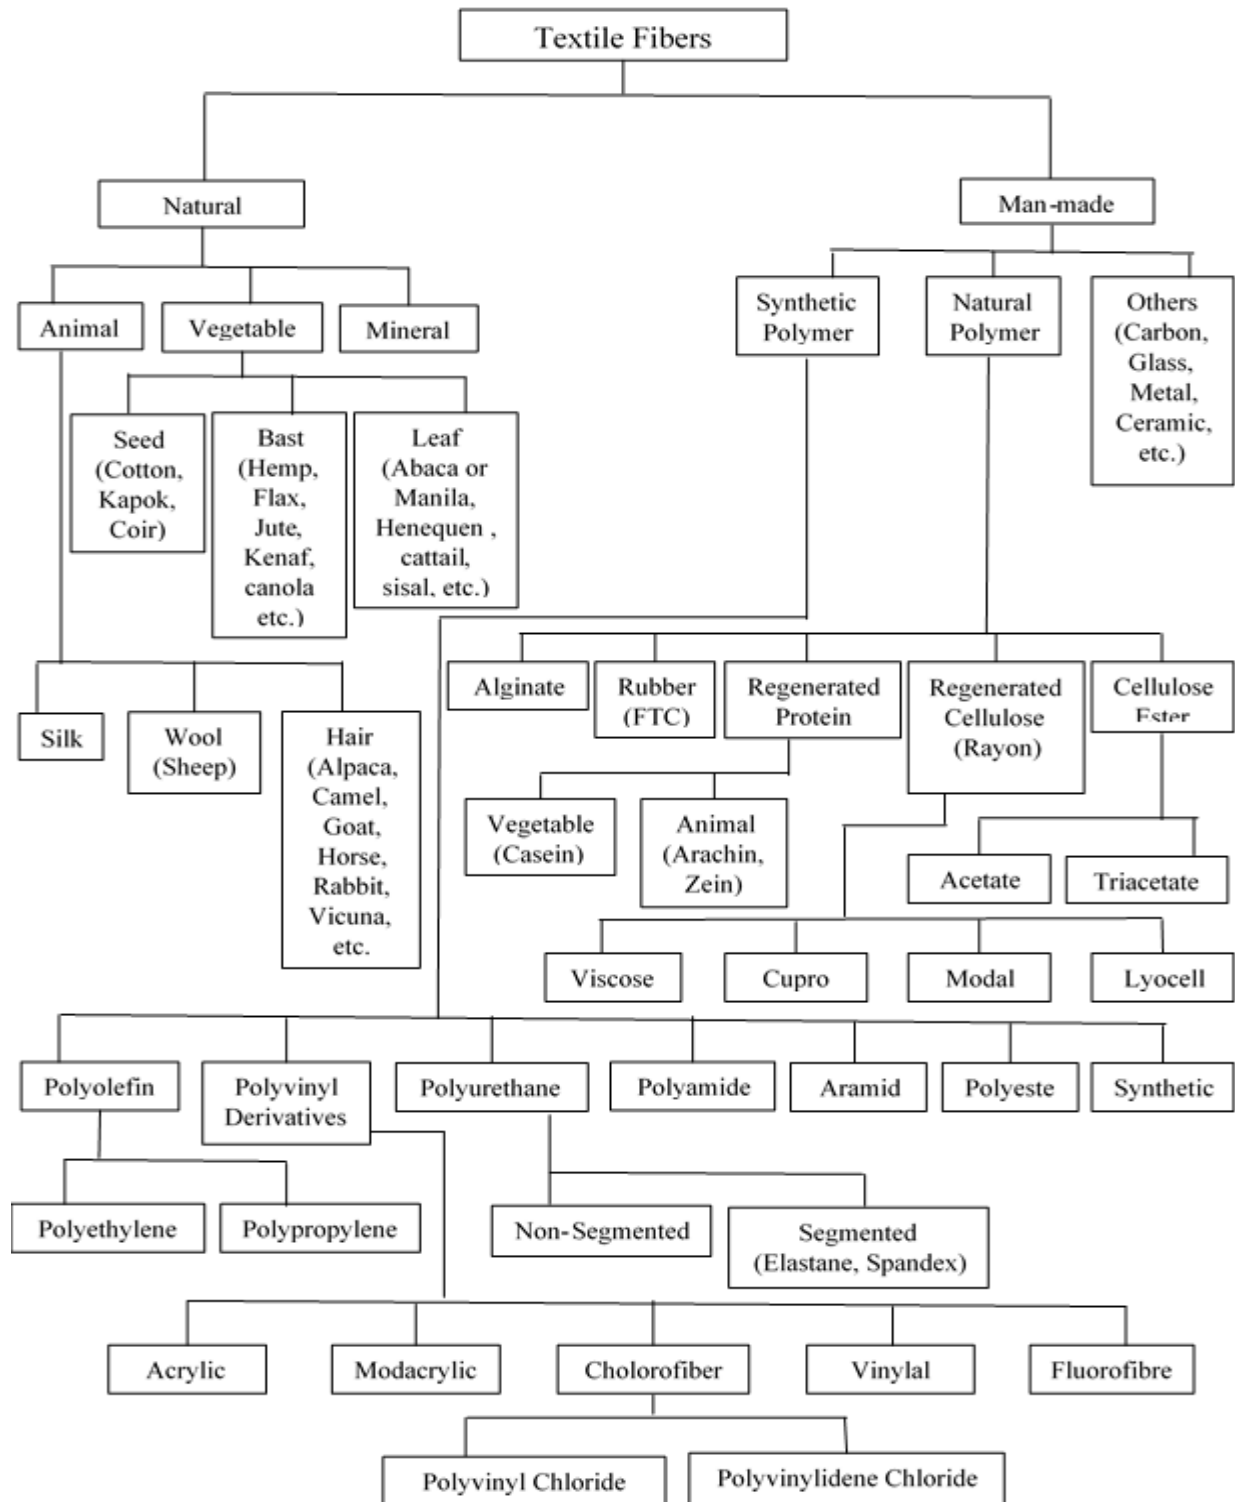 Textile Fibers
Natural
Man-made
Animal
Vegetable
Mineral
Synthetic
Polymer
Natural
Polymer
Others
(Carbon,
Glass,
Metal,
Ceramic,
etc.)
Seed
(Cotton,
Kapok,
Coir)
Bast
(Hemp,
Flax,
Jute,
Kenaf,
canola
etc.)
Leaf
(Abaca or
Manila,
Henequen ,
cattail,
sisal, etc.)
Silk
Wool
(Sheep)
Hair
(Alpaca,
Camel,
Goat,
Horse,
Rabbit,
Vicuna,
etc.
Alginate
Rubber
(FTC)
Regenerated
Protein
Regenerated
Cellulose
(Rayon)
Cellulose
Ester
Vegetable
(Casein)
Animal
(Arachin,
Zein)
Acetate
Triacetate
Viscose
Cupro
Modal
Lyocell
Polyolefin
Polyvinyl
Derivatives
Polyurethane
Polyamide
Aramid
Polyeste
Synthetic
Polyethylene
Polypropylene
Non-Segmented
Segmented
(Elastane, Spandex)
Acrylic
Modacrylic
Cholorofiber
Vinylal
Fluorofibre
Polyvinyl Chloride
Polyvinylidene Chloride